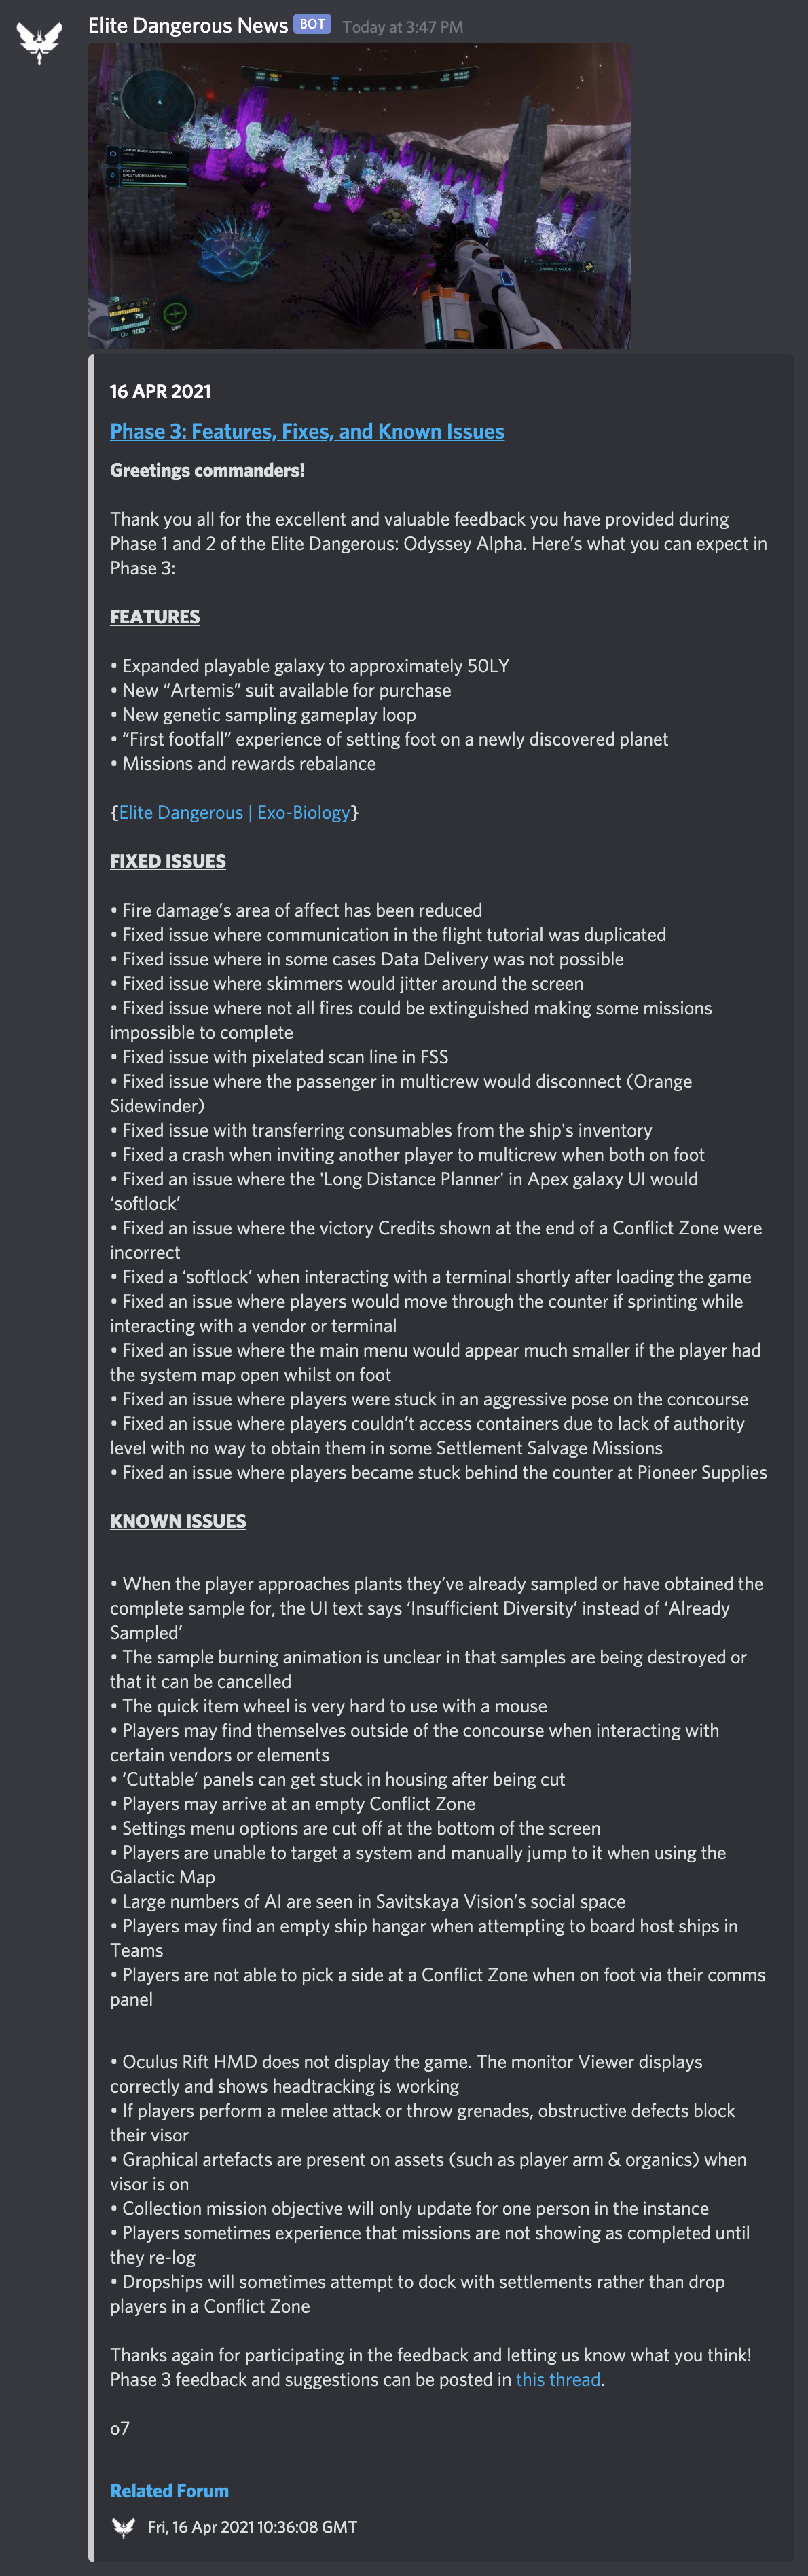 Elite Dangerous News BOT Today at 3:47 PM
SAMPLE MODE
79
100
OFF
16 APR 2021
Phase 3: Features, Fixes, and Known Issues
Greetings commanders!
Thank you all for the excellent and valuable feedback you have provided during
Phase 1 and 2 of the Elite Dangerous: Odyssey Alpha. Here’s what you can expect in
Phase 3:
FEATURES
• Expanded playable galaxy to approximately 50LY
• New “Artemis” suit available for purchase
• New genetic sampling gameplay loop
• “First footfall” experience of setting foot on a newly discovered planet
• Missions and rewards rebalance
{Elite Dangerous | Exo-Biology}
FIXED ISSUES
• Fire damage’s area of affect has been reduced
• Fixed issue where communication in the flight tutorial was duplicated
• Fixed issue where in some cases Data Delivery was not possible
• Fixed issue where skimmers would jitter around the screen
• Fixed issue where not all fires could be extinguished making some missions
impossible to complete
• Fixed issue with pixelated scan line in FSS
• Fixed issue where the passenger in multicrew would disconnect (Orange
Sidewinder)
• Fixed issue with transferring consumables from the ship's inventory
• Fixed a crash when inviting another player to multicrew when both on foot
• Fixed an issue where the 'Long Distance Planner' in Apex galaxy UI would
‘softlock’
• Fixed an issue where the victory Credits shown at the end of a Conflict Zone were
incorrect
• Fixed a ‘softlock’ when interacting with a terminal shortly after loading the game
• Fixed an issue where players would move through the counter if sprinting while
interacting with a vendor or terminal
• Fixed an issue where the main menu would appear much smaller if the player had
the system map open whilst on foot
• Fixed an issue where players were stuck in an aggressive pose on the concourse
• Fixed an issue where players couldn’t access containers due to lack of authority
level with no way to obtain them in some Settlement Salvage Missions
• Fixed an issue where players became stuck behind the counter at Pioneer Supplies
KNOWN ISSUES
• When the player approaches plants they’ve already sampled or have obtained the
complete sample for, the UI text says ‘Insufficient Diversity’ instead of ‘Already
Sampled’
• The sample burning animation is unclear in that samples are being destroyed or
that it can be cancelled
• The quick item wheel is very hard to use with a mouse
• Players may find themselves outside of the concourse when interacting with
certain vendors or elements
• ‘Cuttable’ panels can get stuck in housing after being cut
• Players may arrive at an empty Conflict Zone
• Settings menu options are cut off at the bottom of the screen
• Players are unable to target a system and manually jump to it when using the
Galactic Map
• Large numbers of AI are seen in Savitskaya Vision’s social space
• Players may find an empty ship hangar when attempting to board host ships in
Teams
• Players are not able to pick a side at a Conflict Zone when on foot via their comms
panel
• Oculus Rift HMD does not display the game. The monitor Viewer displays
correctly and shows headtracking is working
• If players perform a melee attack or throw grenades, obstructive defects block
their visor
• Graphical artefacts are present on assets (such as player arm & organics) when
visor is on
• Collection mission objective will only update for one person in the instance
• Players sometimes experience that missions are not showing as completed until
they re-log
• Dropships will sometimes attempt to dock with settlements rather than drop
players in a Conflict Zone
Thanks again for participating in the feedback and letting us know what you think!
Phase 3 feedback and suggestions can be posted in this thread.
o7
Related Forum
Fri, 16 Apr 2021 10:36:08 GMT